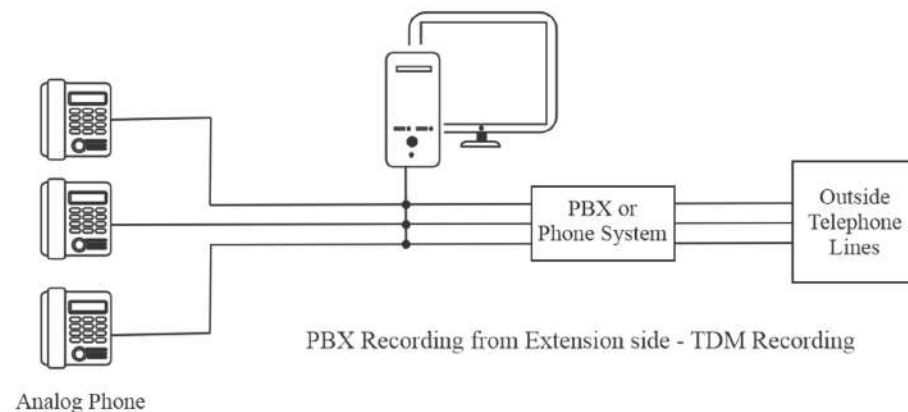 PBX or
Phone System
Outside
Telephone
Lines
PBX Recording from Extension side - TDM Recording
Analog Phone